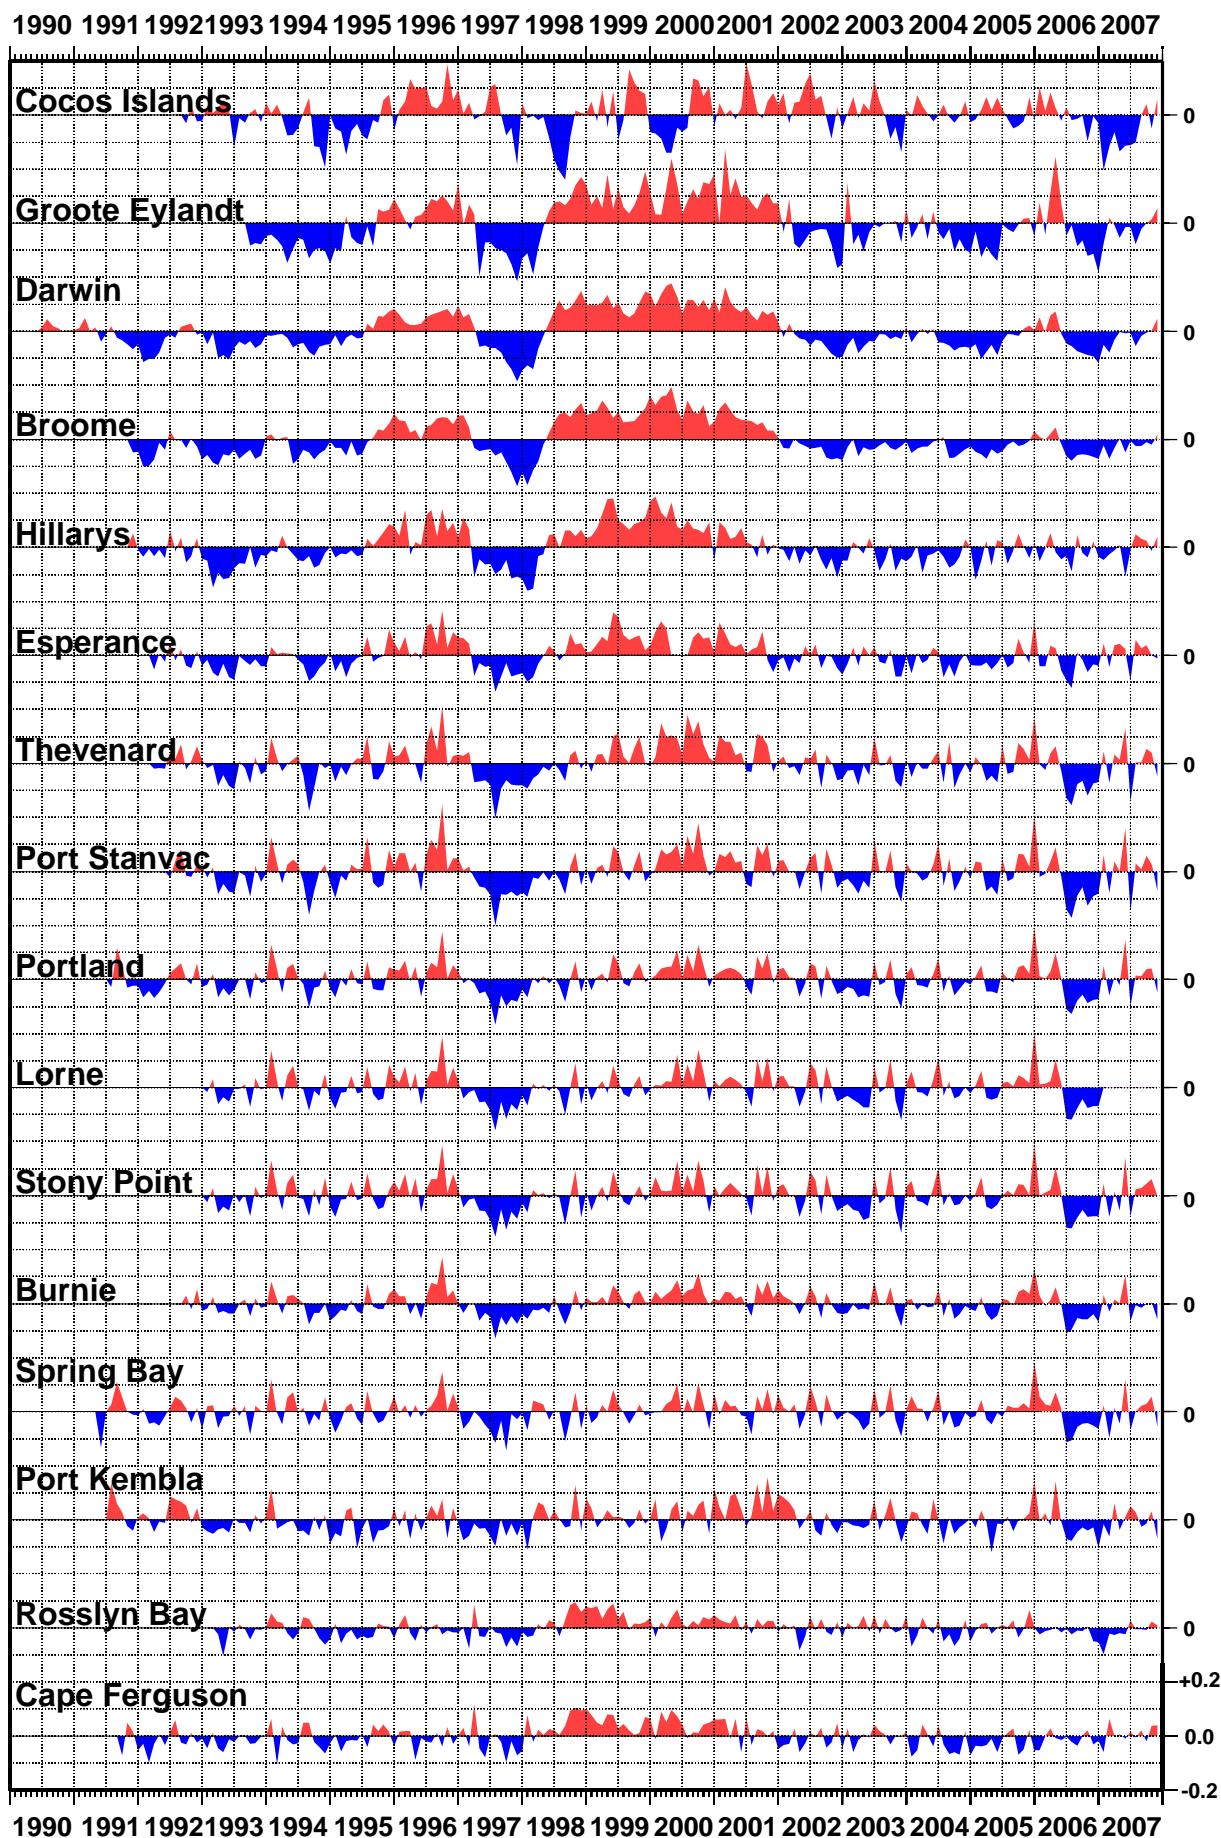 1990 1991 1992 1993 1994 1995 1996 1997 1998 1999 2000 2001 2002 2003 2004 2005 2006 2007
Cocos Islands 0
Groote Eylandt 0
Darwin 0
Broome 0
Hillarys 0
Esperance 0
Thevenard 0
Port Stanvac 0
Portland 0
Lorne 0
Stony Point 0
Burnie 0
Spring Bay 0
Port Kembla 0
Rosslyn Bay 0
+0.2
Cape Ferguson 0.0
-0.2
1990 1991 1992 1993 1994 1995 1996 1997 1998 1999 2000 2001 2002 2003 2004 2005 2006 2007